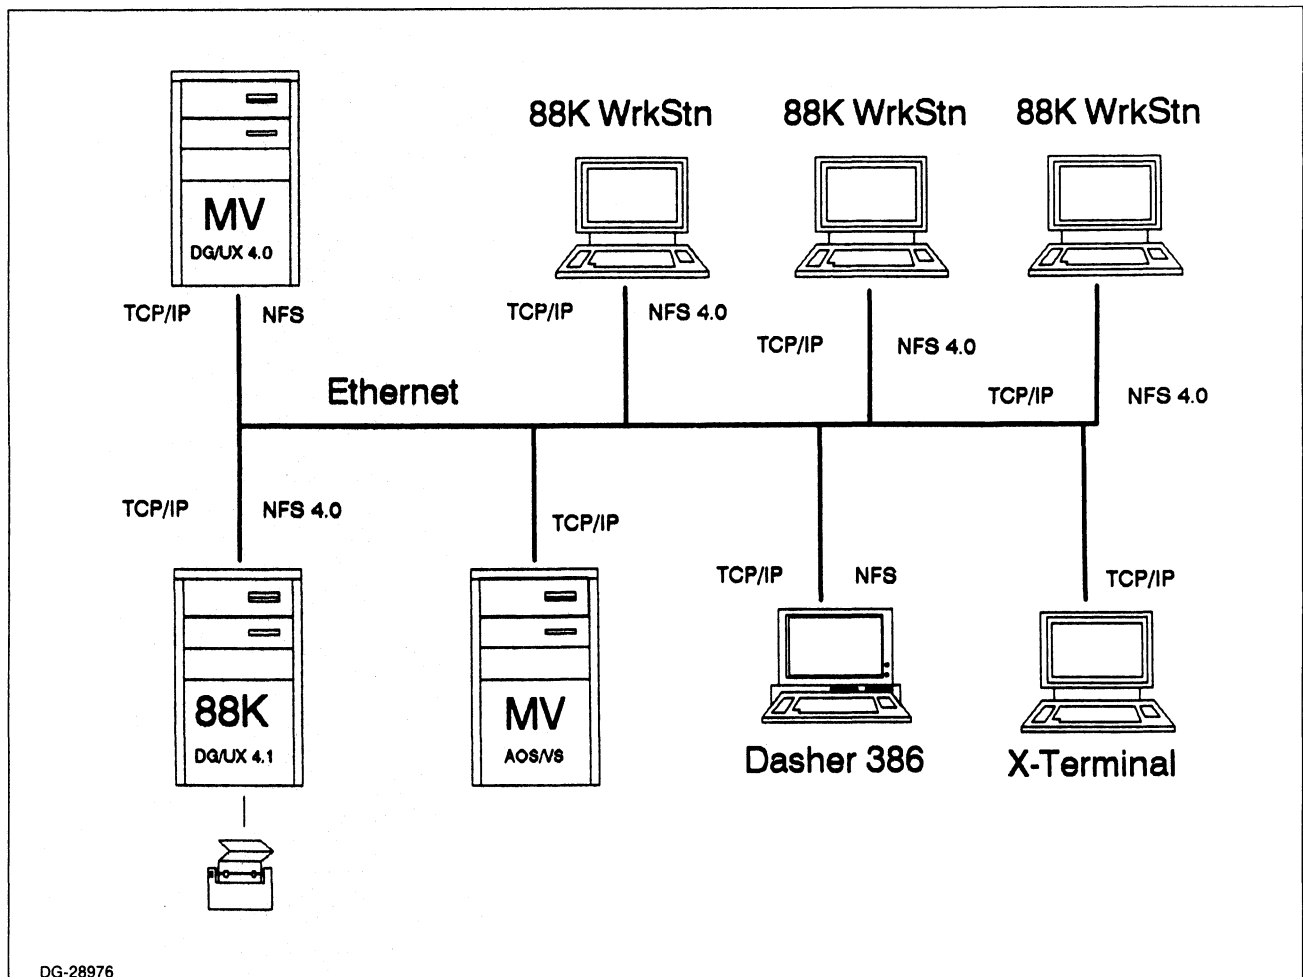 88K WrkStn
88K WrkStn
88K WrkStn
MV
DG/UX 4.0
TCP/IP
NFS
TCP/IP
NFS 4.0
TCP/IP
NFS 4.0
TCP/IP
NFS 4.0
Ethernet
TCP/IP
NFS 4.0
TCP/IP
TCP/IP
NFS
TCP/IP
88K
DG/UX 4.1
MV
AOS/VS
Dasher 386
X-Terminal
DG-28976